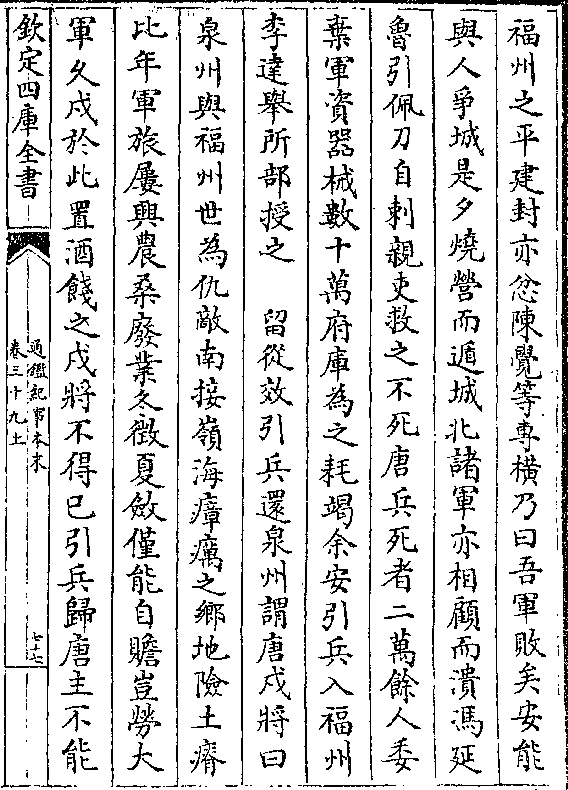 福州之平建封亦忿陳覺等專橫乃曰吾軍敗矣安能
與人爭城是夕燒營而遁城北諸軍亦相顧而潰馮延
魯引佩刀自刺親吏救之不死唐兵死者二萬餘人委
棄軍資器械數十萬府庫為之耗竭余安引兵入福州
李達舉所部授之　留從效引兵還泉州謂唐戍將曰
泉州與福州世為仇敵南接嶺海瘴癘之鄉地險土瘠
比年軍旅屢興農桑廢業冬徵夏斂僅能自贍豈勞大
軍久戍於此置酒餞之戍將不得已引兵歸唐主不能
欽定四庫全書
通鑑紀事本末
卷三十九上
七十七